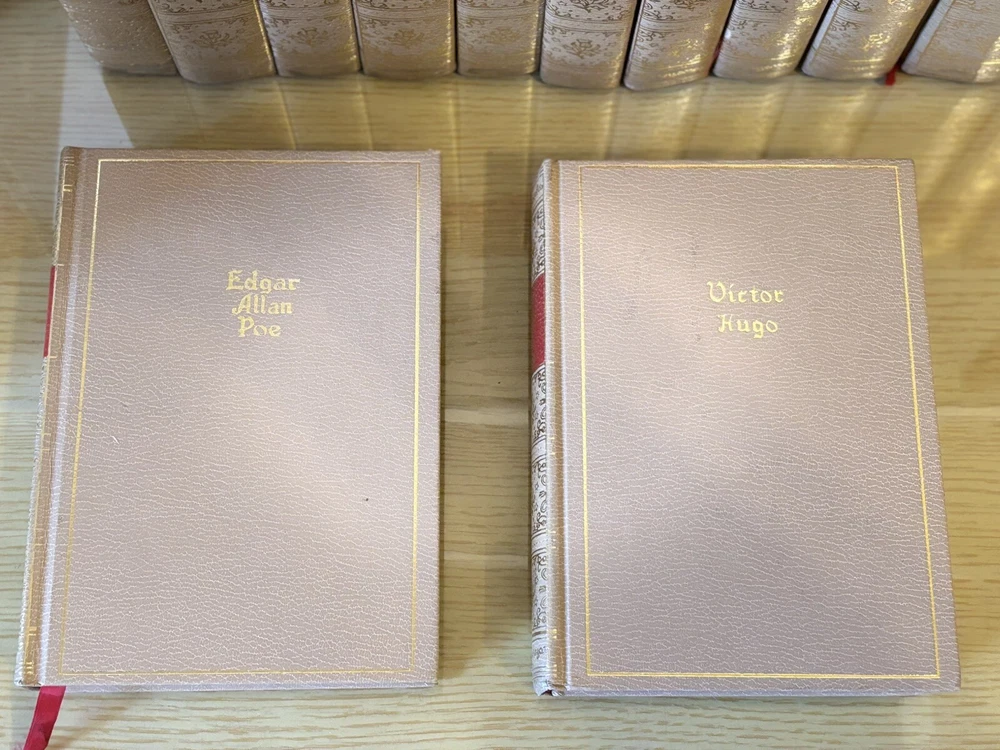 Edgar
Allan
Poe
Victor
Hugo